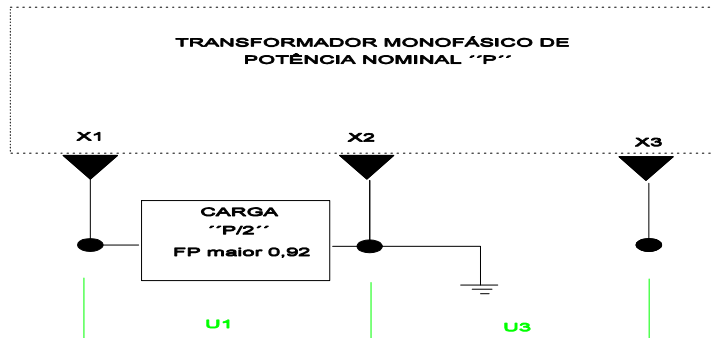 TRANSFORMADOR MONOFÁSICO DE
POTÊNCIA NOMINAL ´´P´´
X1
X2
X3
CARGA
´´P/2´´
FP maior 0,92
U1
U3